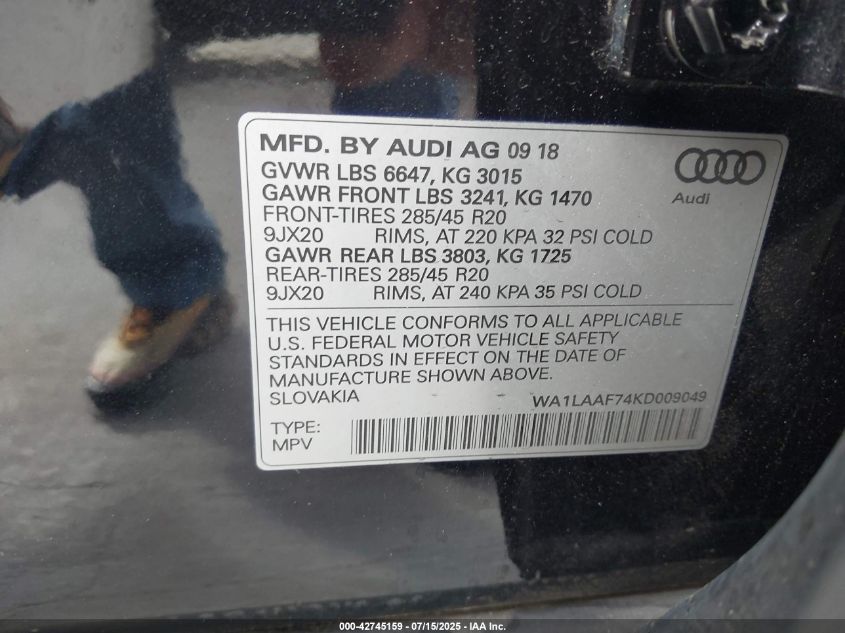 MFD. BY AUDI AG 09 18
GVWR LBS 6647, KG 3015
GAWR FRONT LBS 3241, KG 1470
FRONT-TIRES 285/45 R20
9JX20 RIMS, AT 220 KPA 32 PSI COLD
GAWR REAR LBS 3803, KG 1725
REAR-TIRES 285/45 R20
9JX20 RIMS, AT 240 KPA 35 PSI COLD
Audi
THIS VEHICLE CONFORMS TO ALL APPLICABLE
U.S. FEDERAL MOTOR VEHICLE SAFETY
STANDARDS IN EFFECT ON THE DATE OF
MANUFACTURE SHOWN ABOVE.
SLOVAKIA WA1LAAF74KD009049
TYPE:
MPV
000-42745159 - 07/15/2025 - IAA Inc.